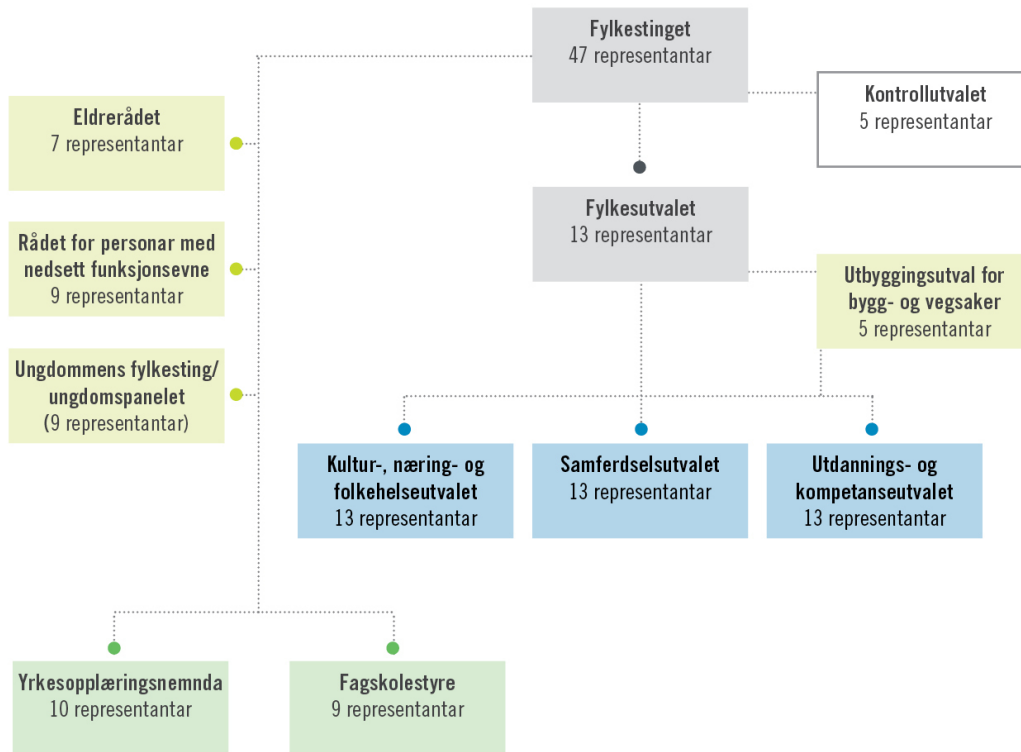 Fylkestinget
47 representantar
Kontrollutvalet
5 representantar
Eldrerådet
7 representantar
Fylkesutvalet
13 representantar
Rådet for personar med
nedsett funksjonsevne
9 representantar
Utbyggingsutval for
bygg- og vegsaker
5 representantar
Ungdommens fylkesting/
ungdomspanelet
(9 representantar)
Kultur-, næring- og
folkehelseutvalet
13 representantar
Samferdselsutvalet
13 representantar
Utdannings- og
kompetanseutvalet
13 representantar
Yrkesopplæringsnemnda
10 representantar
Fagskolestyre
9 representantar